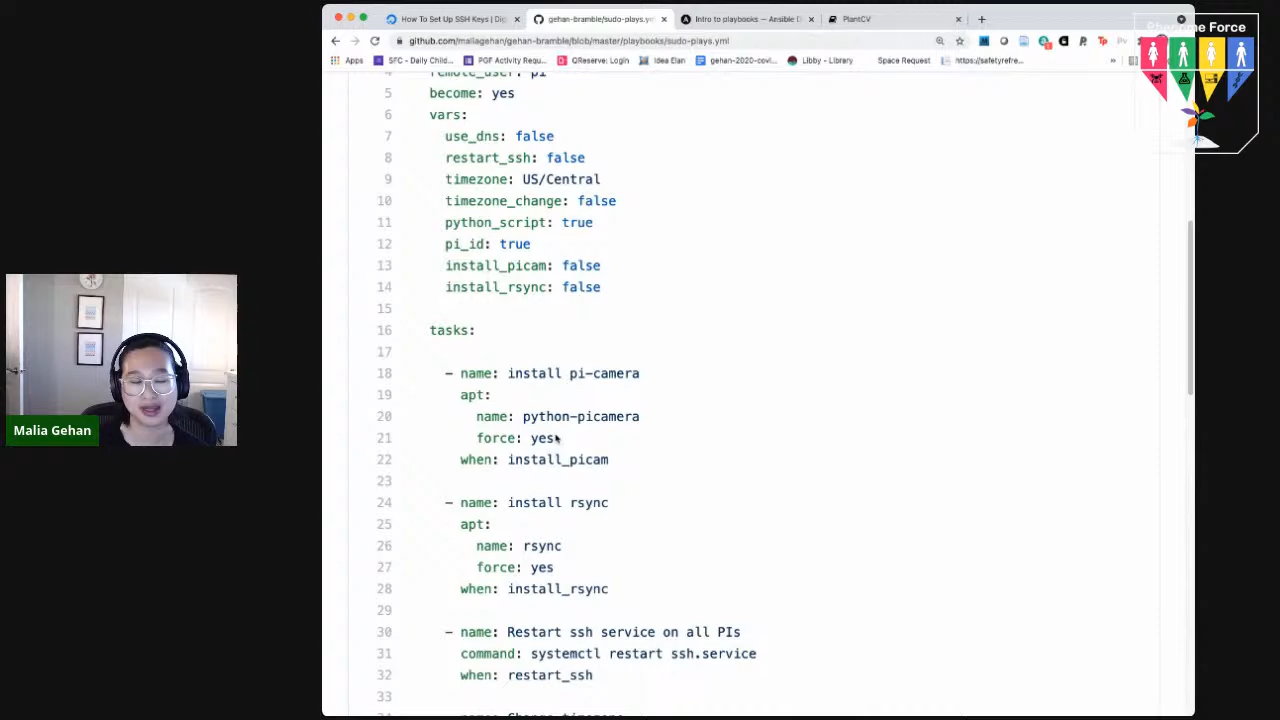 How To Set Up SSH Keys | Digi
gehan-bramble/sudo-plays.ym
Intro to playbooks — Ansible D
PlantCV
github.com/maliagehan/gehan-bramble/blob/master/playbooks/sudo-plays.yml
Apps
SFC - Daily Child...
PGF Activity Requ...
QReserve: Login
Idea Elan
gehan-2020-covi...
Libby - Library
Space Request
https://safetyrefre...
Phenome Force
remote_user: pi
5 become: yes
6 vars:
7 use_dns: false
8 restart_ssh: false
9 timezone: US/Central
10 timezone_change: false
11 python_script: true
12 pi_id: true
13 install_picam: false
14 install_rsync: false
15
16 tasks:
17
18 - name: install pi-camera
19 apt:
20 name: python-picamera
21 force: yes
22 when: install_picam
23
24 - name: install rsync
25 apt:
26 name: rsync
27 force: yes
28 when: install_rsync
29
30 - name: Restart ssh service on all PIs
31 command: systemctl restart ssh.service
32 when: restart_ssh
33
Malia Gehan